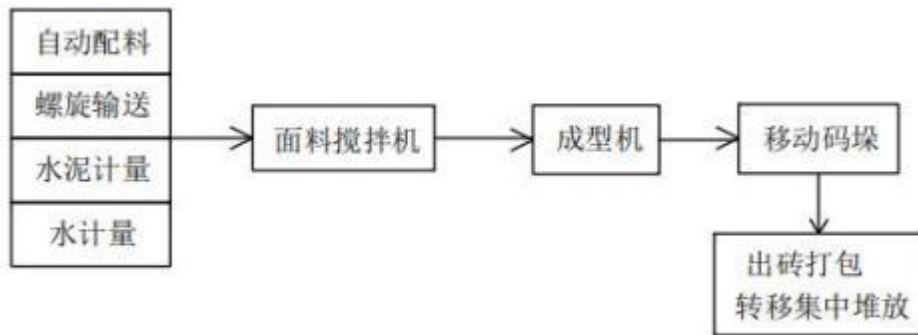 自动配料
螺旋输送
水泥计量
水计量
面料搅拌机
成型机
移动码垛
出砖打包
转移集中堆放